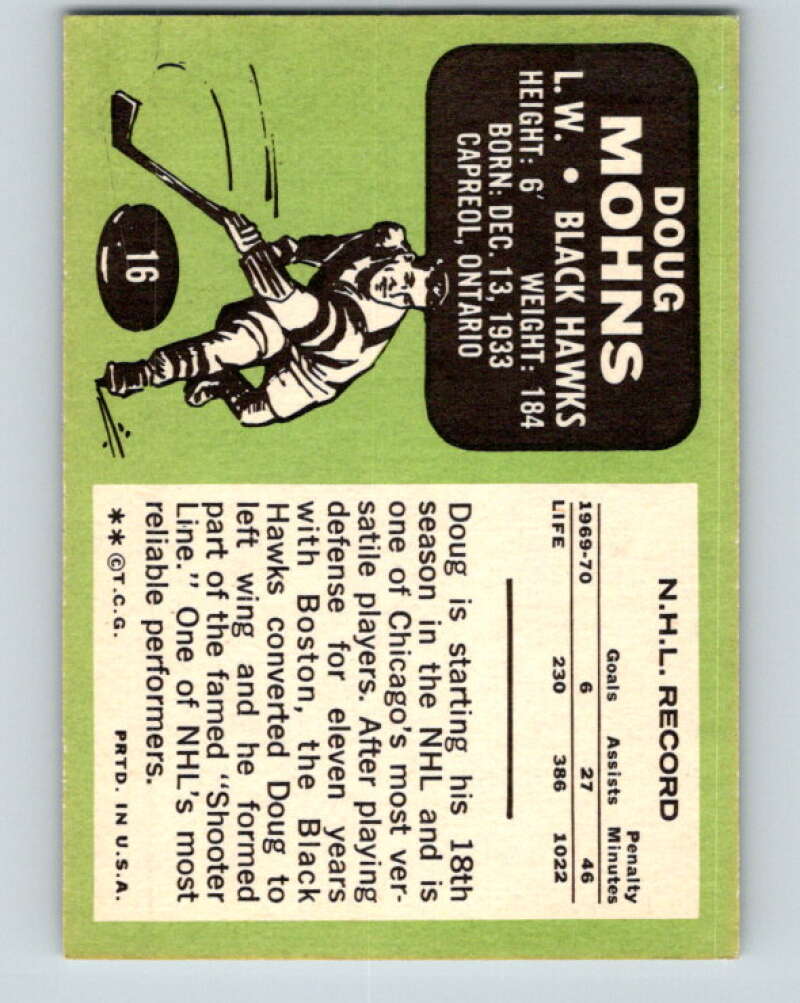 DOUG
MOHNS
L.W. • BLACK HAWKS
HEIGHT: 6′ WEIGHT: 184
BORN: DEC. 13, 1933
CAPREOL, ONTARIO
16
N.H.L. RECORD
Penalty
Goals Assists Minutes
1969-70 6 27 46
LIFE 230 386 1022
Doug is starting his 18th
season in the NHL and is
one of Chicago's most ver-
satile players. After playing
defense for eleven years
with Boston, the Black
Hawks converted Doug to
left wing and he formed
part of the famed "Shooter
Line." One of NHL's most
reliable performers.
**©T.C.G. PRTD. IN U.S.A.